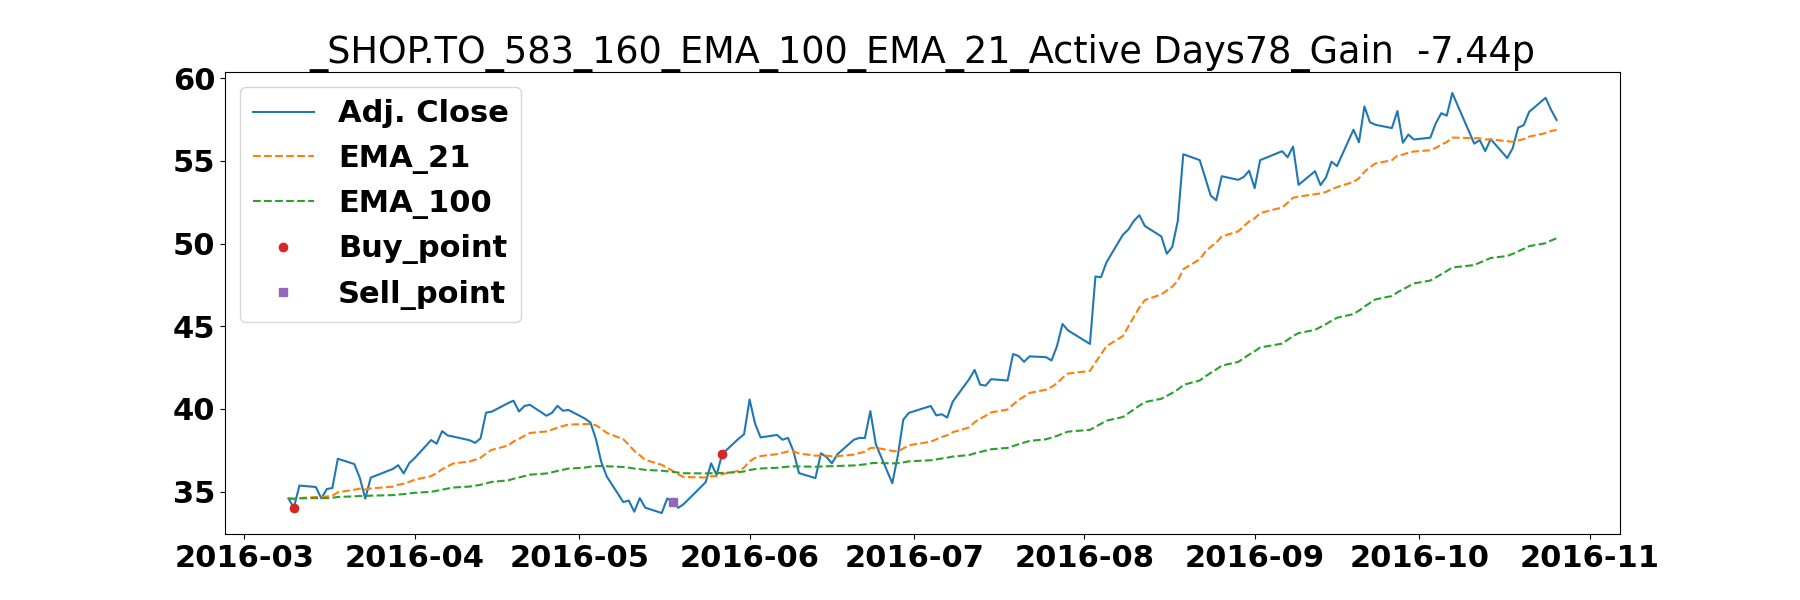 _SHOP.TO_583_160_EMA_100_EMA_21_Active Days78_Gain  -7.44p
60
55
50
45
40
35
Adj. Close
EMA_21
EMA_100
Buy_point
Sell_point
2016-03 2016-04 2016-05 2016-06 2016-07 2016-08 2016-09 2016-10 2016-11